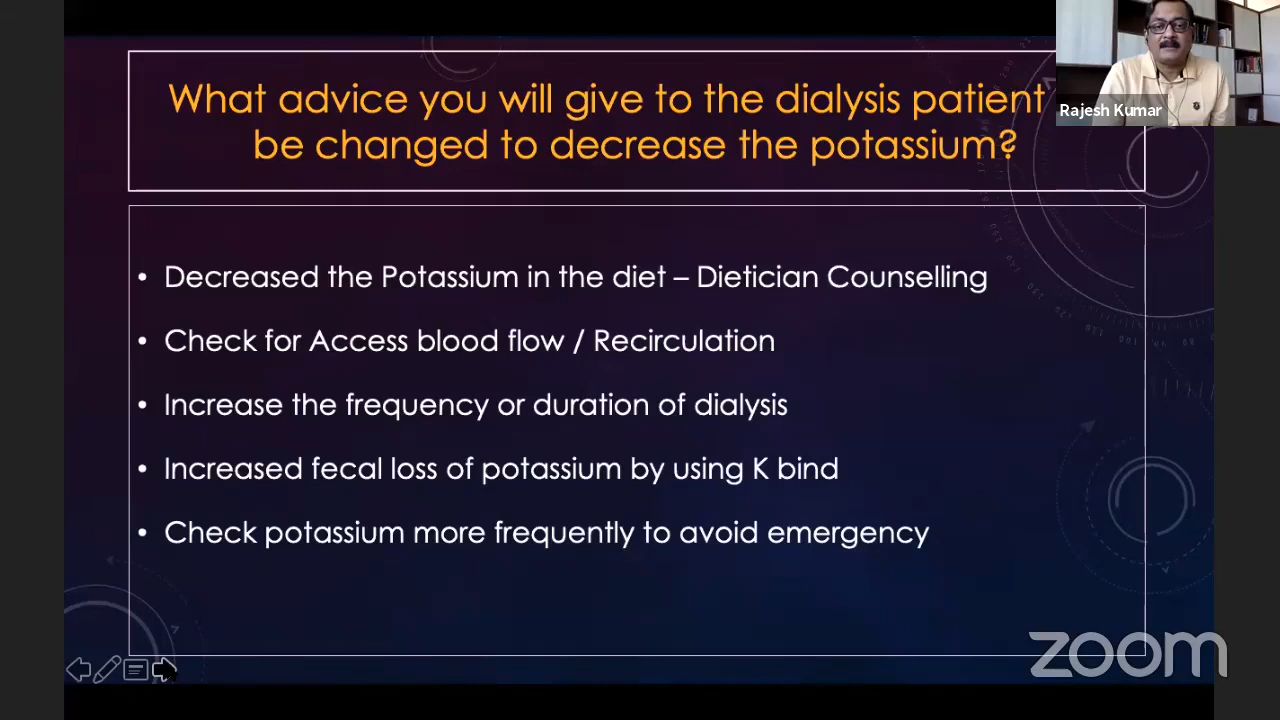 What advice you will give to the dialysis patient
be changed to decrease the potassium?
Rajesh Kumar
• Decreased the Potassium in the diet – Dietician Counselling
• Check for Access blood flow / Recirculation
• Increase the frequency or duration of dialysis
• Increased fecal loss of potassium by using K bind
• Check potassium more frequently to avoid emergency
zoom